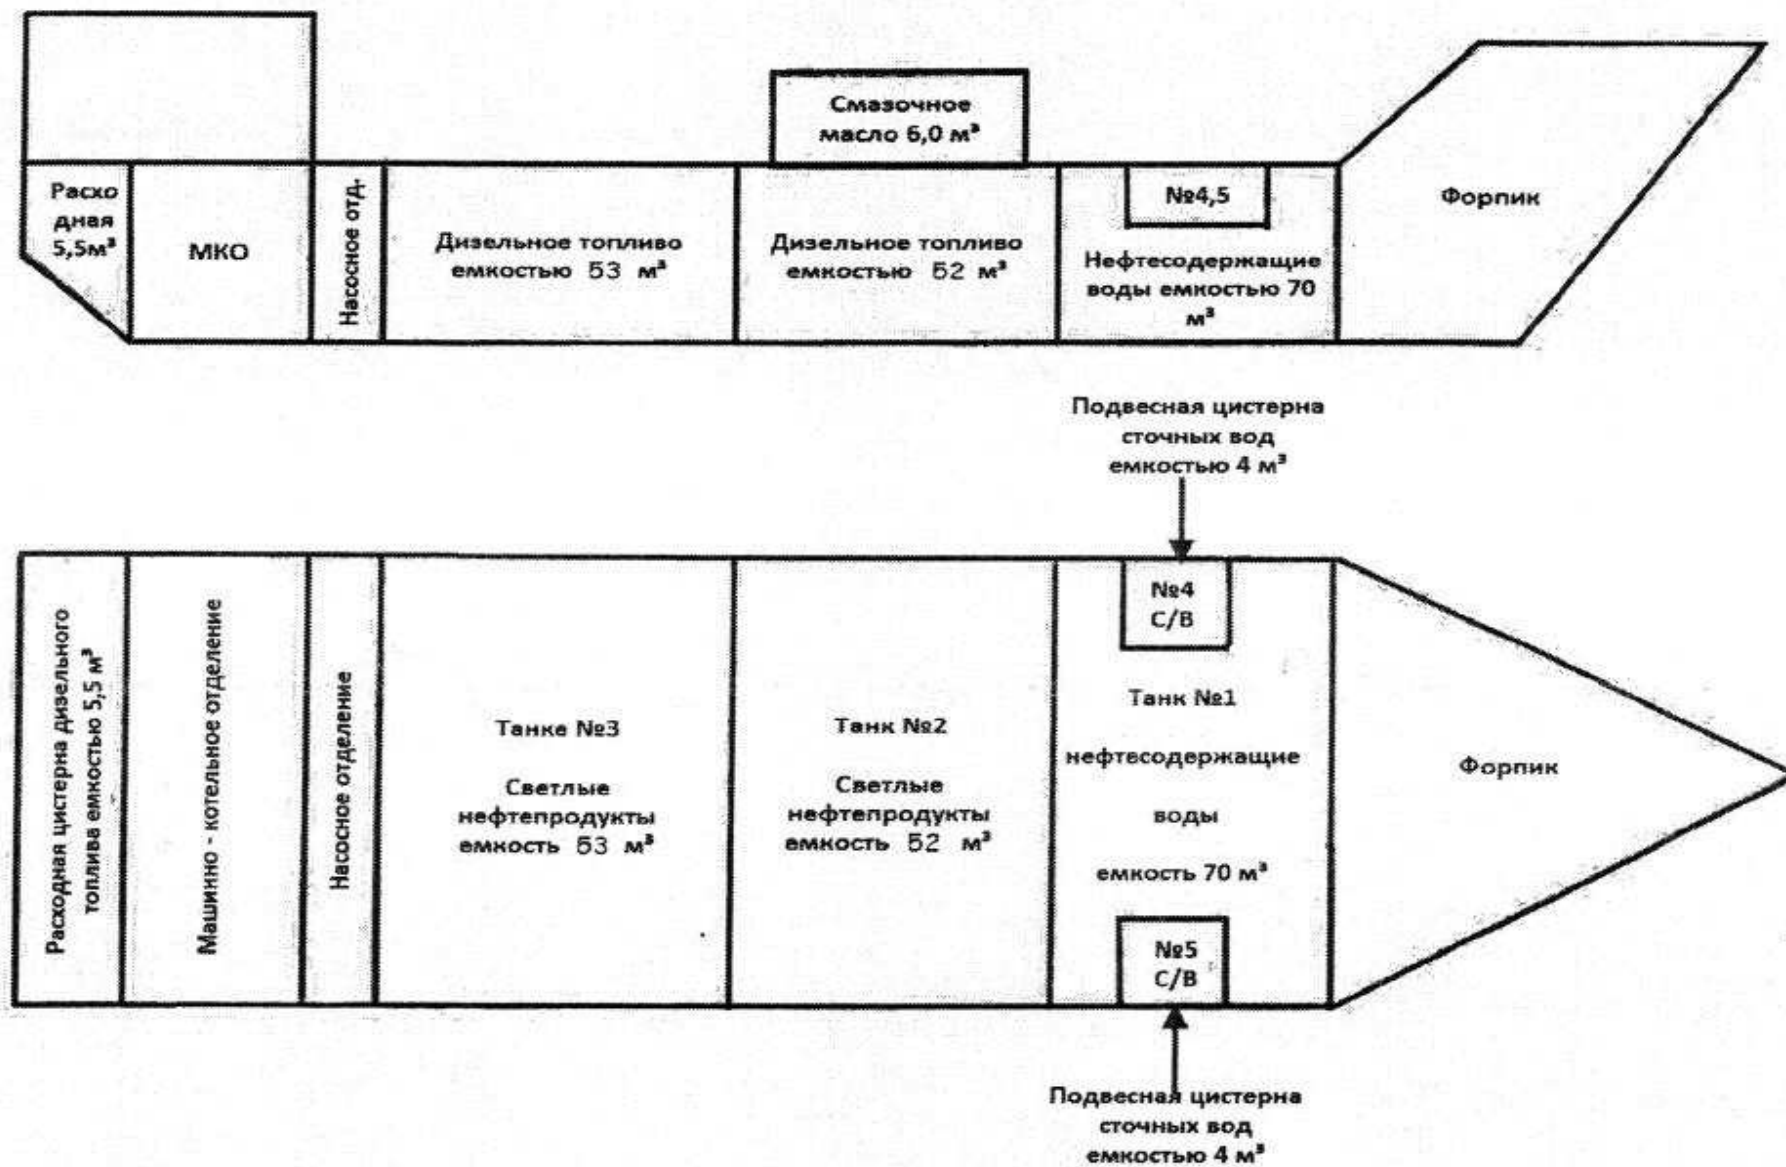 Смазочное
масло 6,0 м³
Расхо
дная
5,5м³
МКО
Насосное отд.
Дизельное топливо
емкостью 53 м³
Дизельное топливо
емкостью 52 м³
№4,5
Нефтесодержащие
воды емкостью 70
м³
Форпик
Подвесная цистерна
сточных вод
емкостью 4 м³
Расходная цистерна дизельного
топлива емкостью 5,5 м³
Машинно - котельное отделение
Насосное отделение
Танке №3
Светлые
нефтепродукты
емкость 53 м³
Танк №2
Светлые
нефтепродукты
емкость 52 м³
№4
С/В
Танк №1
нефтесодержащие
воды
емкость 70 м³
№5
С/В
Форпик
Подвесная цистерна
сточных вод
емкостью 4 м³